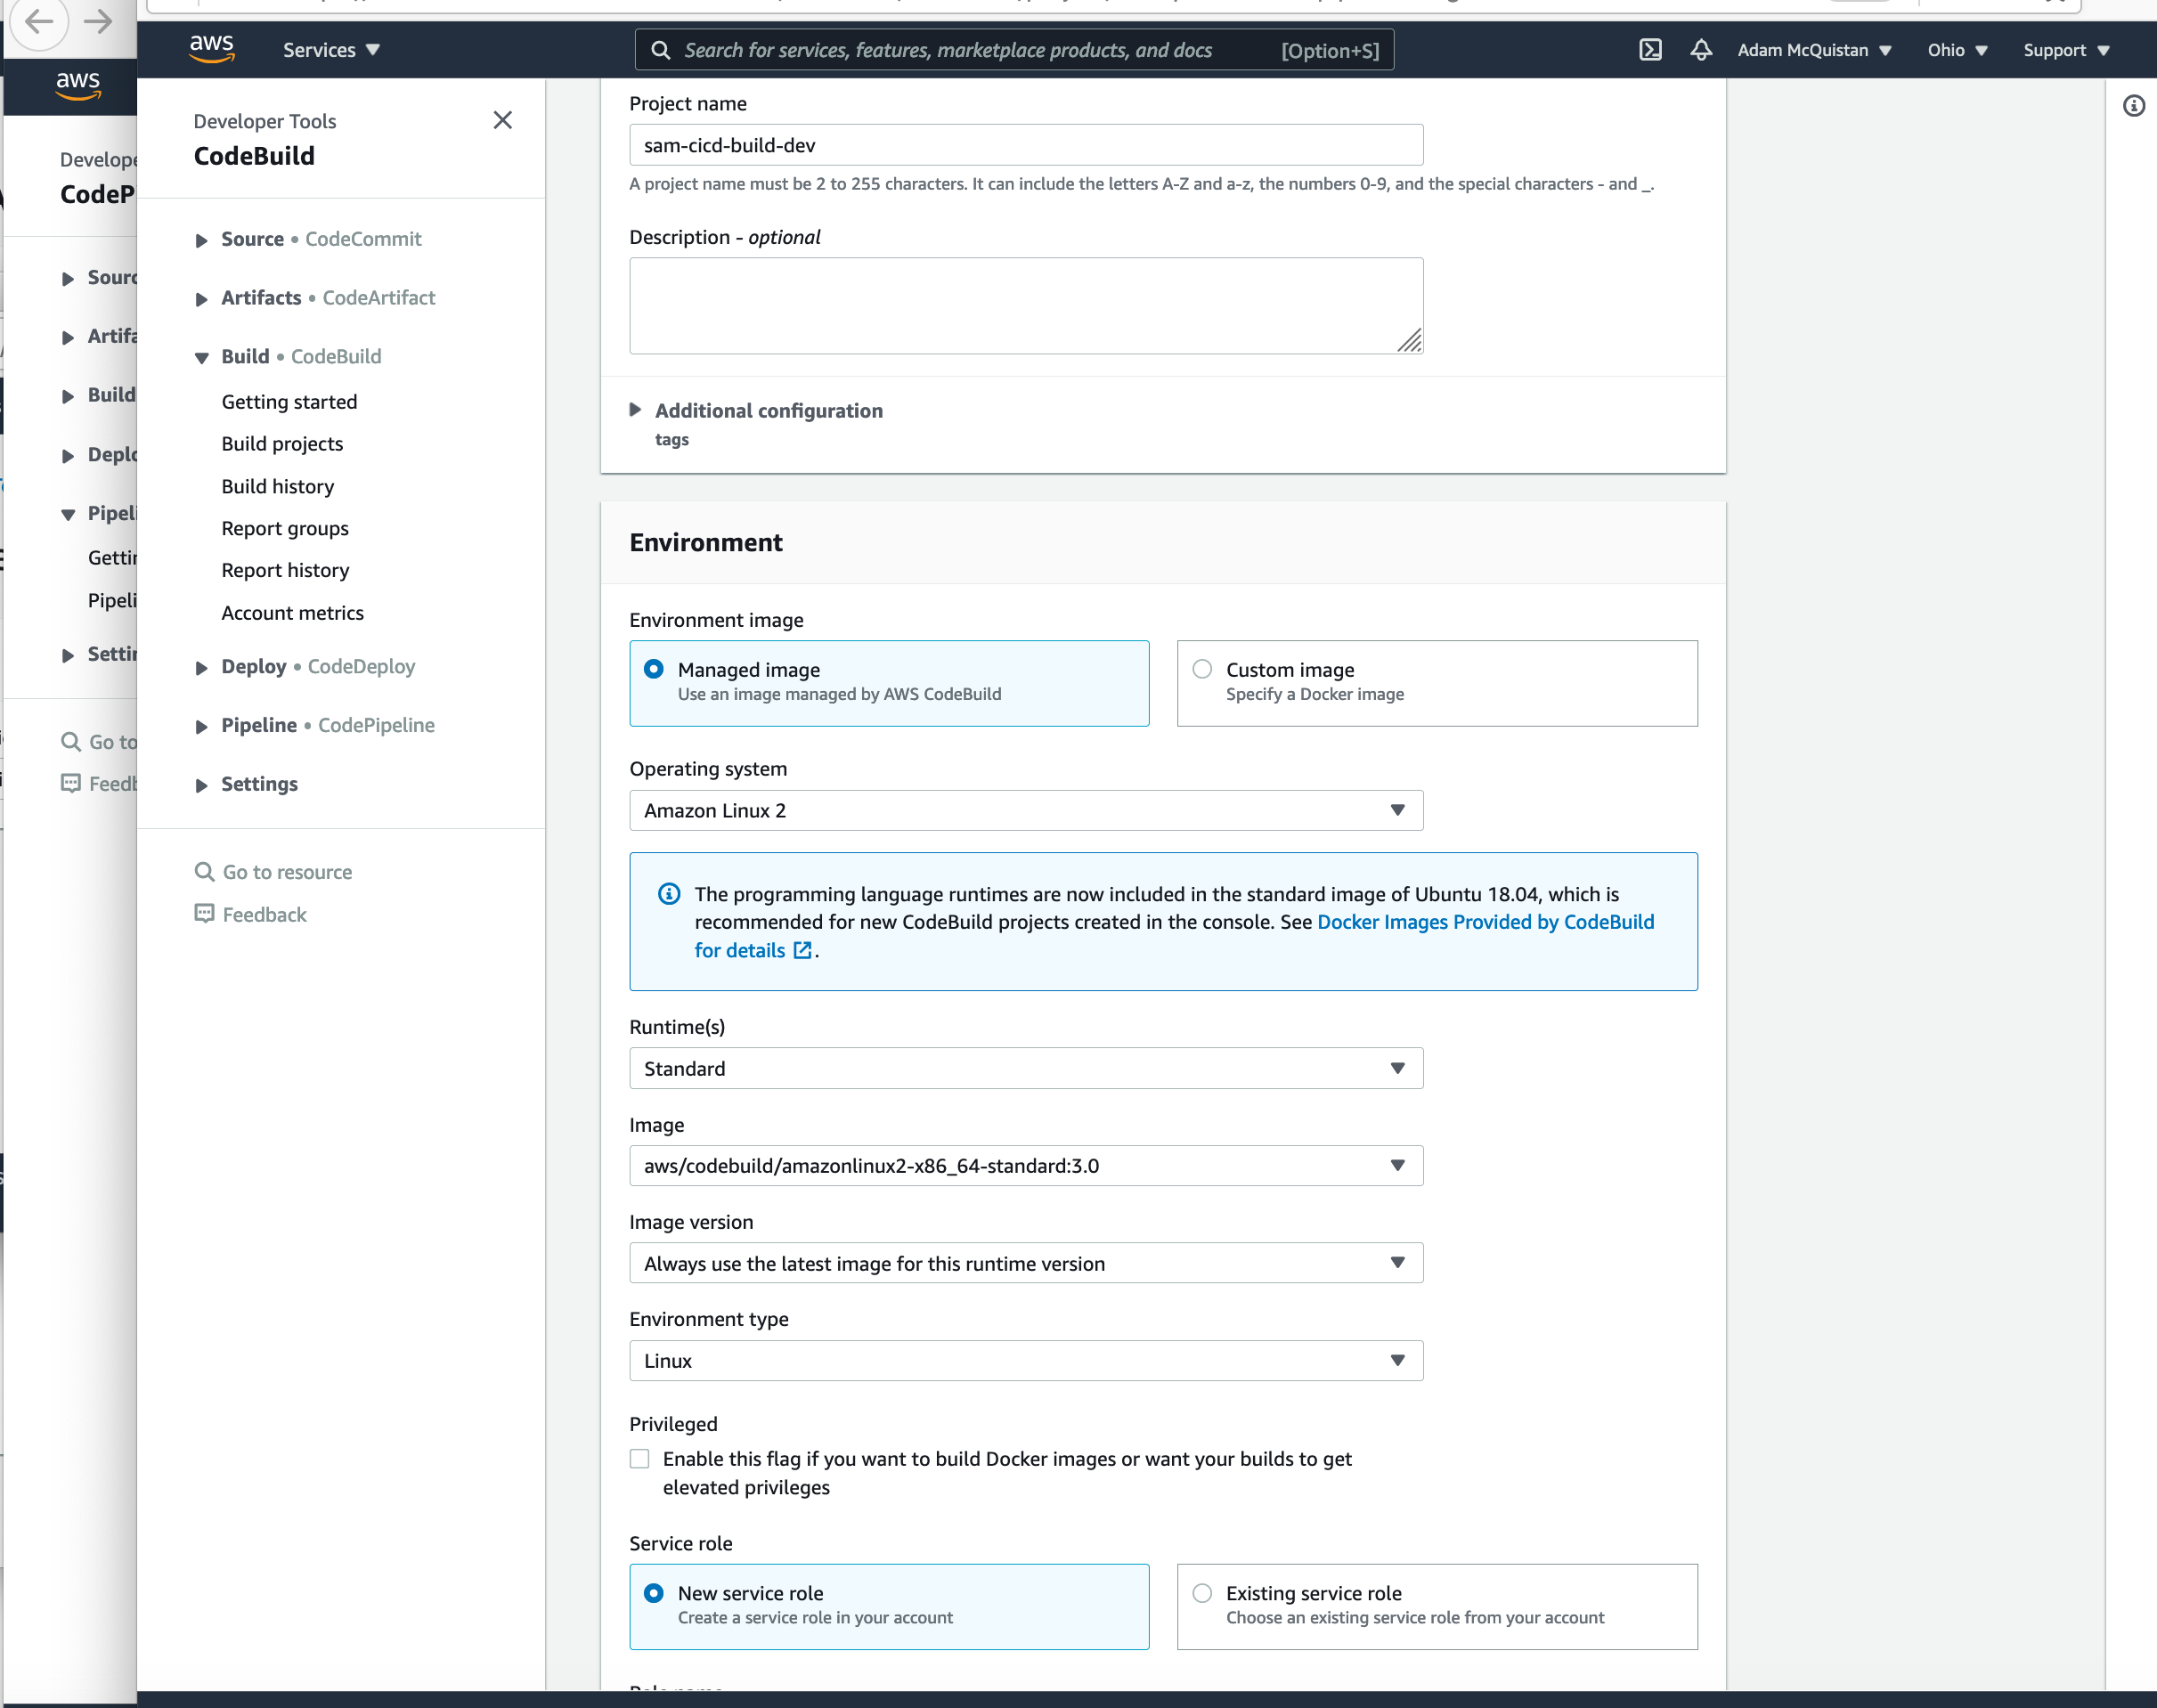 aws
Services
Search for services, features, marketplace products, and docs
[Option+S]
Adam McQuistan
Ohio
Support
aws
Develope
CodeP
Sourc
Artifa
Build
Deplo
Pipeli
Gettin
Pipeli
Settin
Go to
Feedb
Developer Tools
CodeBuild
Source • CodeCommit
Artifacts • CodeArtifact
Build • CodeBuild
Getting started
Build projects
Build history
Report groups
Report history
Account metrics
Deploy • CodeDeploy
Pipeline • CodePipeline
Settings
Go to resource
Feedback
Project name
sam-cicd-build-dev
A project name must be 2 to 255 characters. It can include the letters A-Z and a-z, the numbers 0-9, and the special characters - and _.
Description - optional
Additional configuration
tags
Environment
Environment image
Managed image
Use an image managed by AWS CodeBuild
Custom image
Specify a Docker image
Operating system
Amazon Linux 2
The programming language runtimes are now included in the standard image of Ubuntu 18.04, which is
recommended for new CodeBuild projects created in the console. See Docker Images Provided by CodeBuild
for details .
Runtime(s)
Standard
Image
aws/codebuild/amazonlinux2-x86_64-standard:3.0
Image version
Always use the latest image for this runtime version
Environment type
Linux
Privileged
Enable this flag if you want to build Docker images or want your builds to get
elevated privileges
Service role
New service role
Create a service role in your account
Existing service role
Choose an existing service role from your account
Role name